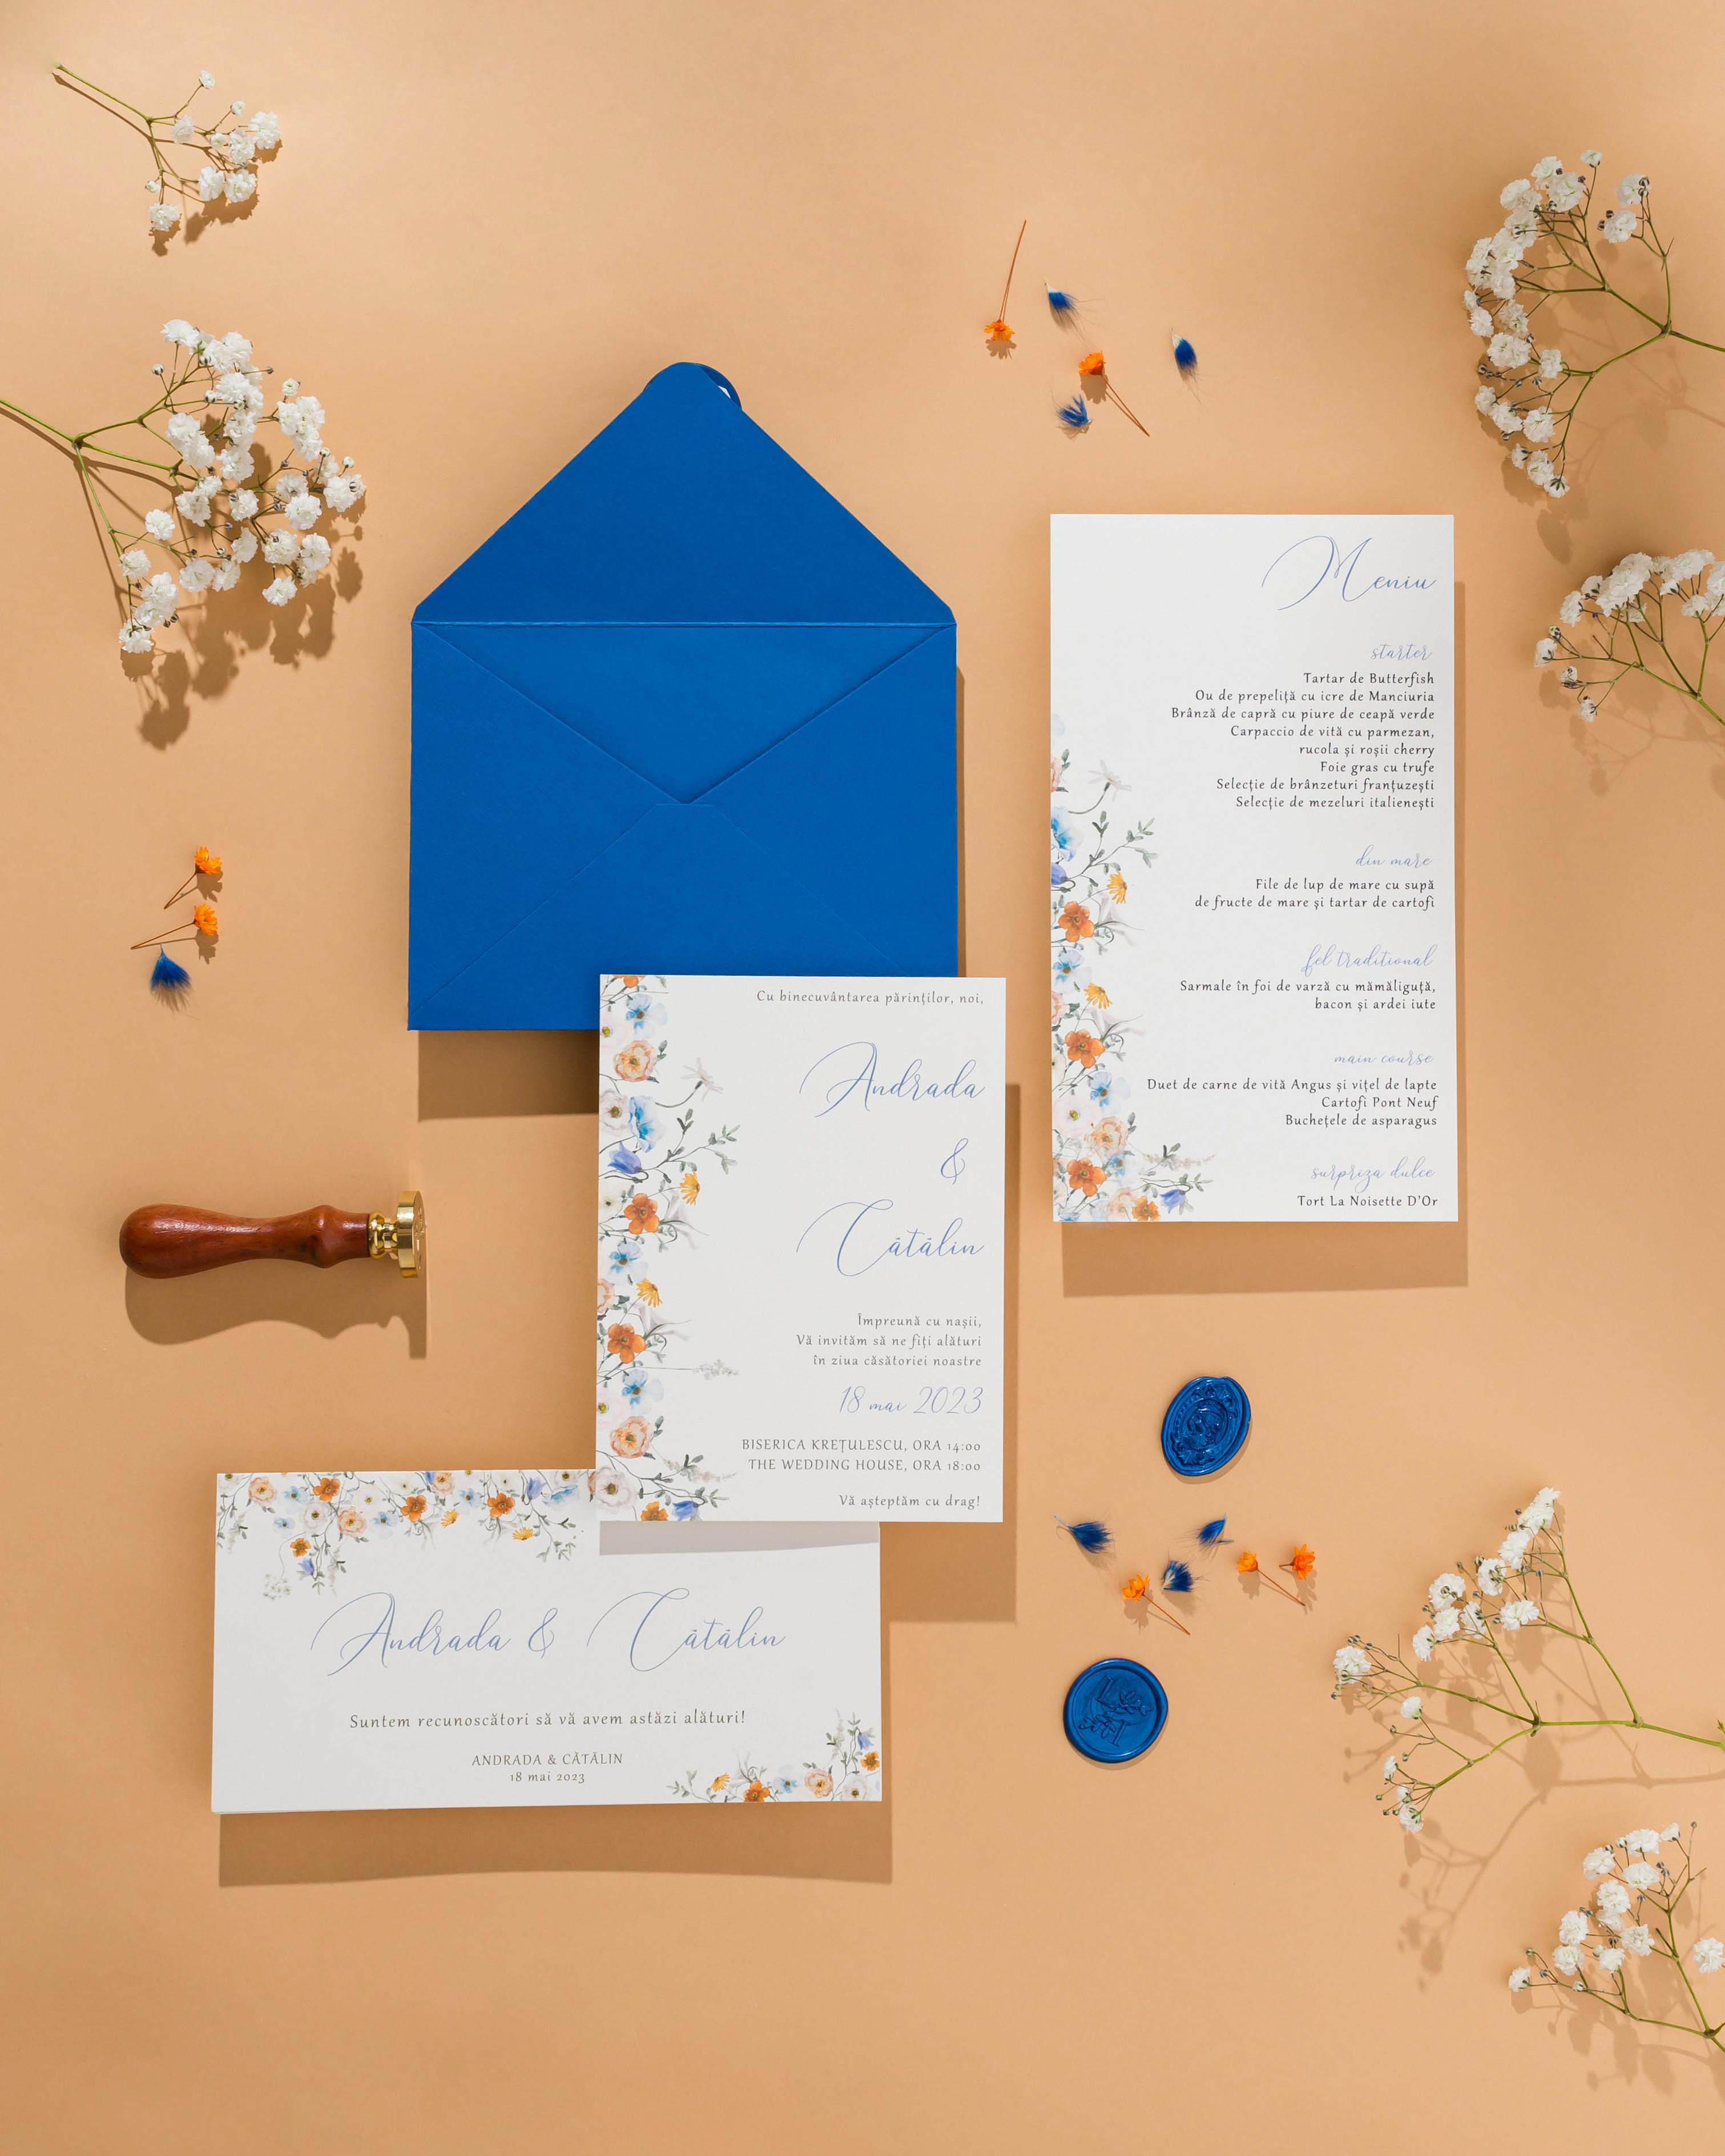 Meniu
starter
Tartar de Butterfish
Ou de prepeliță cu icre de Manciuria
Brânză de capră cu piure de ceapă verde
Carpaccio de vită cu parmezan,
rucola și roșii cherry
Foie gras cu trufe
Selecție de brânzeturi franțuzești
Selecție de mezeluri italienești
din mare
File de lup de mare cu supă
de fructe de mare și tartar de cartofi
fel traditional
Sarmale în foi de varză cu mămăliguță,
bacon și ardei iute
main course
Duet de carne de vită Angus și vițel de lapte
Cartofi Pont Neuf
Buchețele de asparagus
surpriza dulce
Tort La Noisette D'Or
Cu binecuvântarea părinților, noi,
Andrada
&
Cătălin
Împreună cu nașii,
Vă invităm să ne fiți alături
în ziua căsătoriei noastre
18 mai 2023
BISERICA KREȚULESCU, ORA 14:00
THE WEDDING HOUSE, ORA 18:00
Vă așteptăm cu drag!
Andrada & Cătălin
Suntem recunoscători să vă avem astăzi alături!
ANDRADA & CĂTĂLIN
18 mai 2023